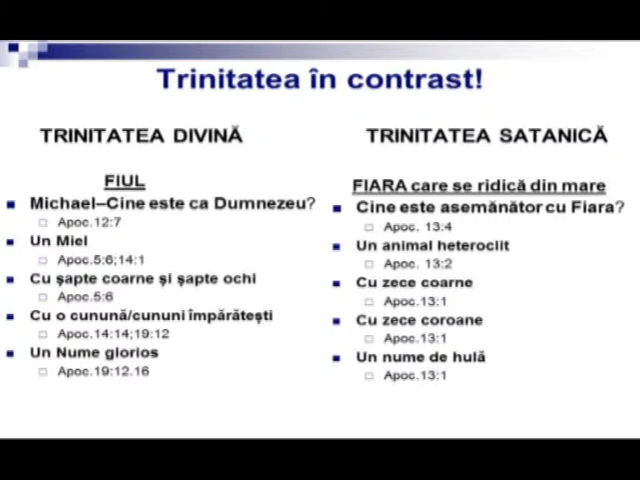 Trinitatea în contrast!
TRINITATEA DIVINĂ
FIUL
Michael–Cine este ca Dumnezeu?
Apoc.12:7
Un Miel
Apoc.5:6;14:1
Cu şapte coarne şi şapte ochi
Apoc.5:6
Cu o cunună/cununi împărăteşti
Apoc.14:14;19:12
Un Nume glorios
Apoc.19:12.16
TRINITATEA SATANICĂ
FIARA care se ridică din mare
Cine este asemănător cu Fiara?
Apoc. 13:4
Un animal heteroclit
Apoc. 13:2
Cu zece coarne
Apoc.13:1
Cu zece coroane
Apoc.13:1
Un nume de hulă
Apoc.13:1